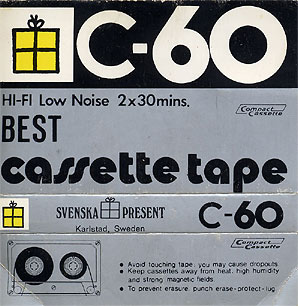 C-60
HI-FI Low Noise 2x30mins.
Compact
Cassette
BEST
cassette tape
SVENSKA PRESENT
Karlstad, Sweden
C-60
Compact
Cassette
• Avoid touching tape; you may cause dropouts.
• Keep cassettes away from heat, high humidity
and strong magnetic fields.
• To prevent erasure, punch erase-protect-lug